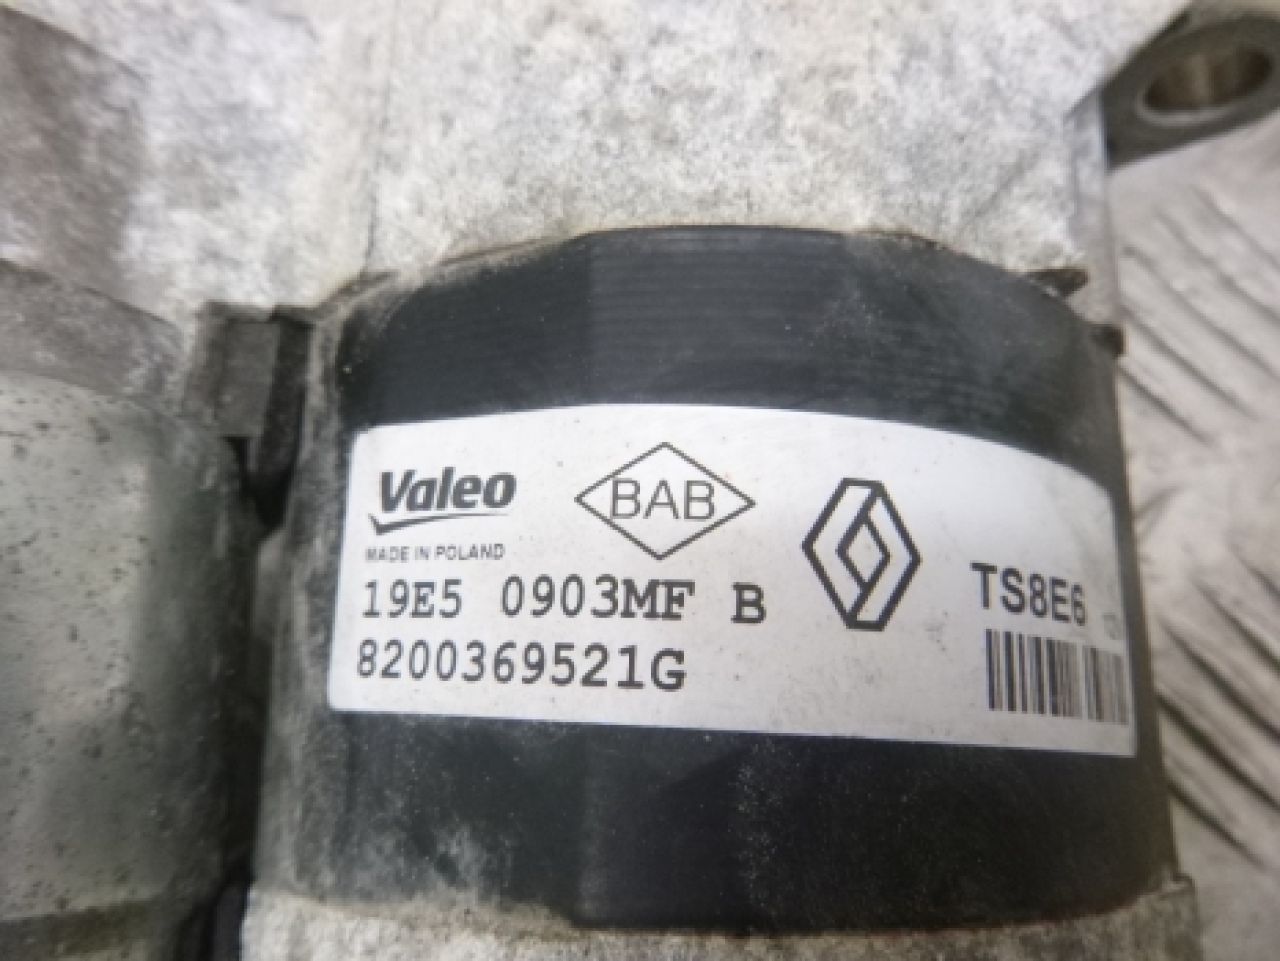 Valeo
MADE IN POLAND
BAB
19E5 0903MF B
8200369521G
TS8E6